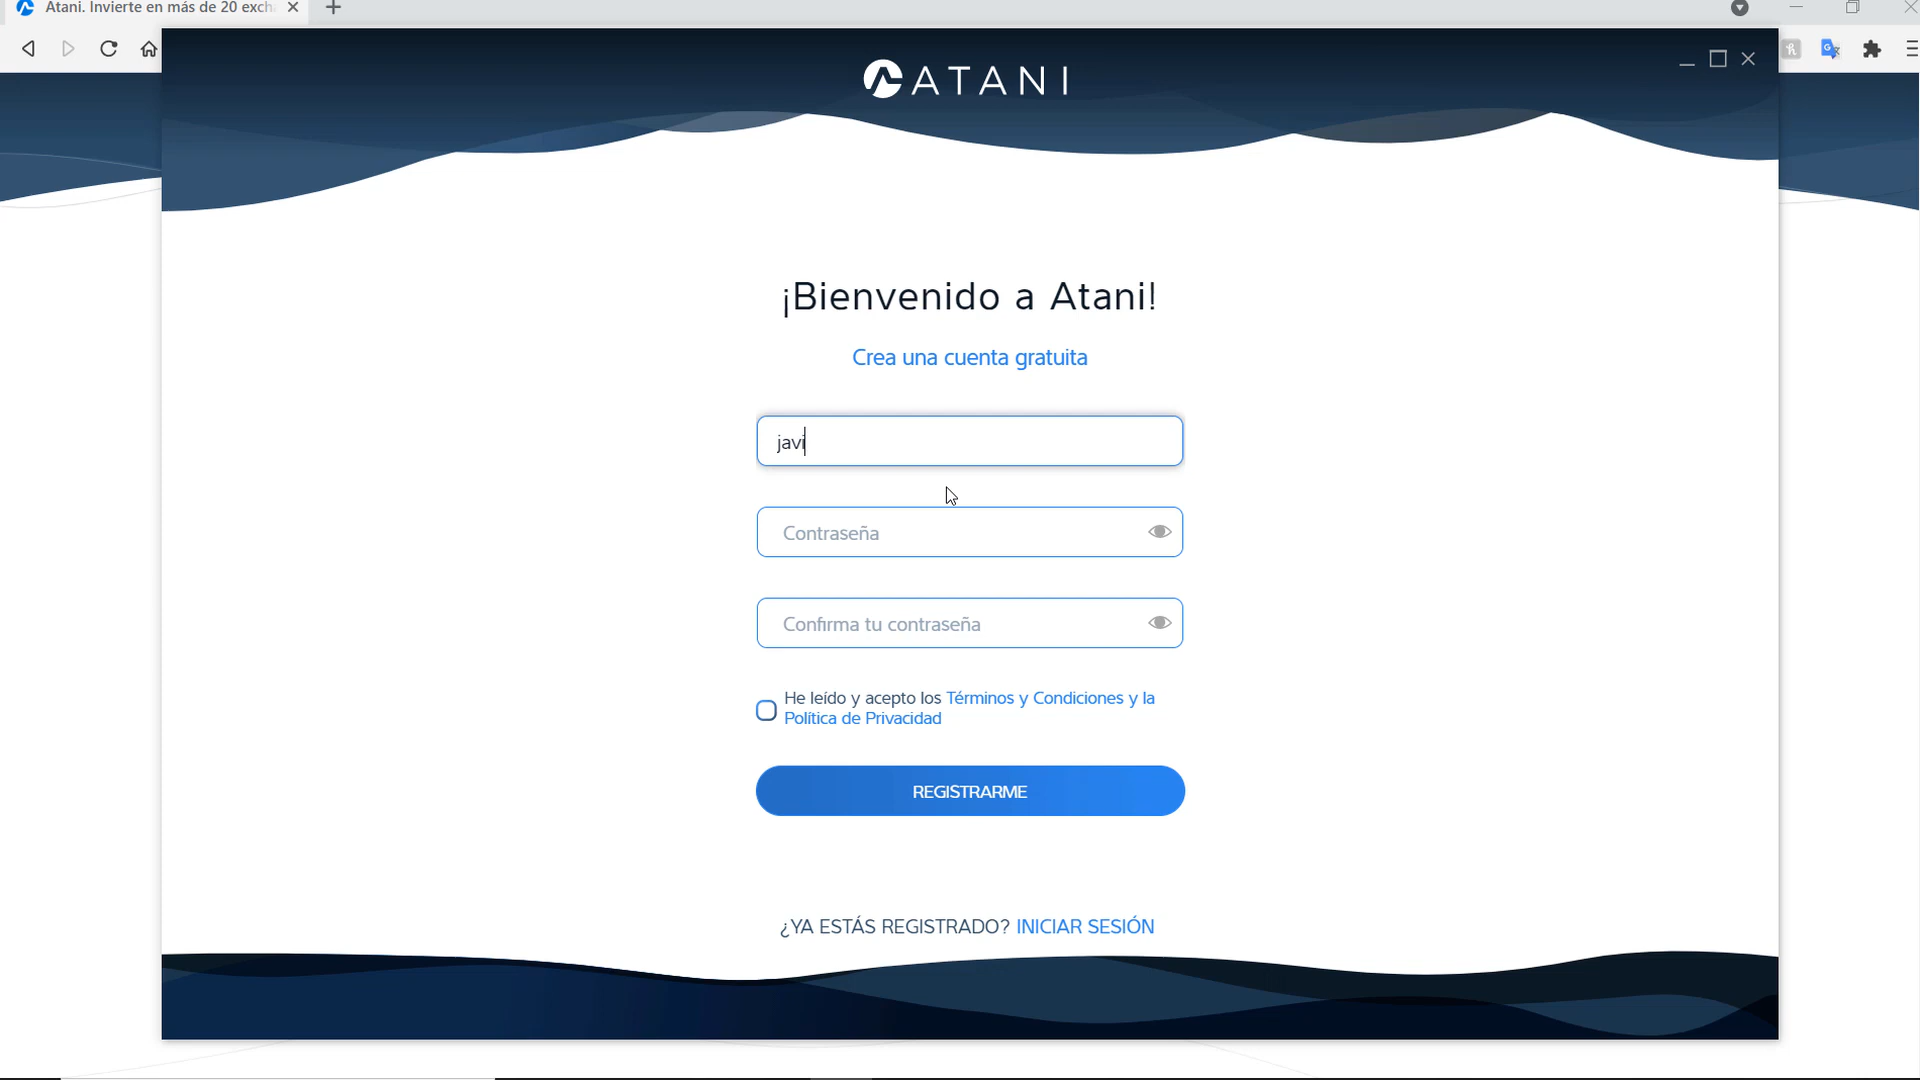 Atani. Invierte en más de 20 exch
ATANI
¡Bienvenido a Atani!
Crea una cuenta gratuita
javi
Contraseña
Confirma tu contraseña
He leído y acepto los Términos y Condiciones y la
Política de Privacidad
REGISTRARME
¿YA ESTÁS REGISTRADO? INICIAR SESIÓN